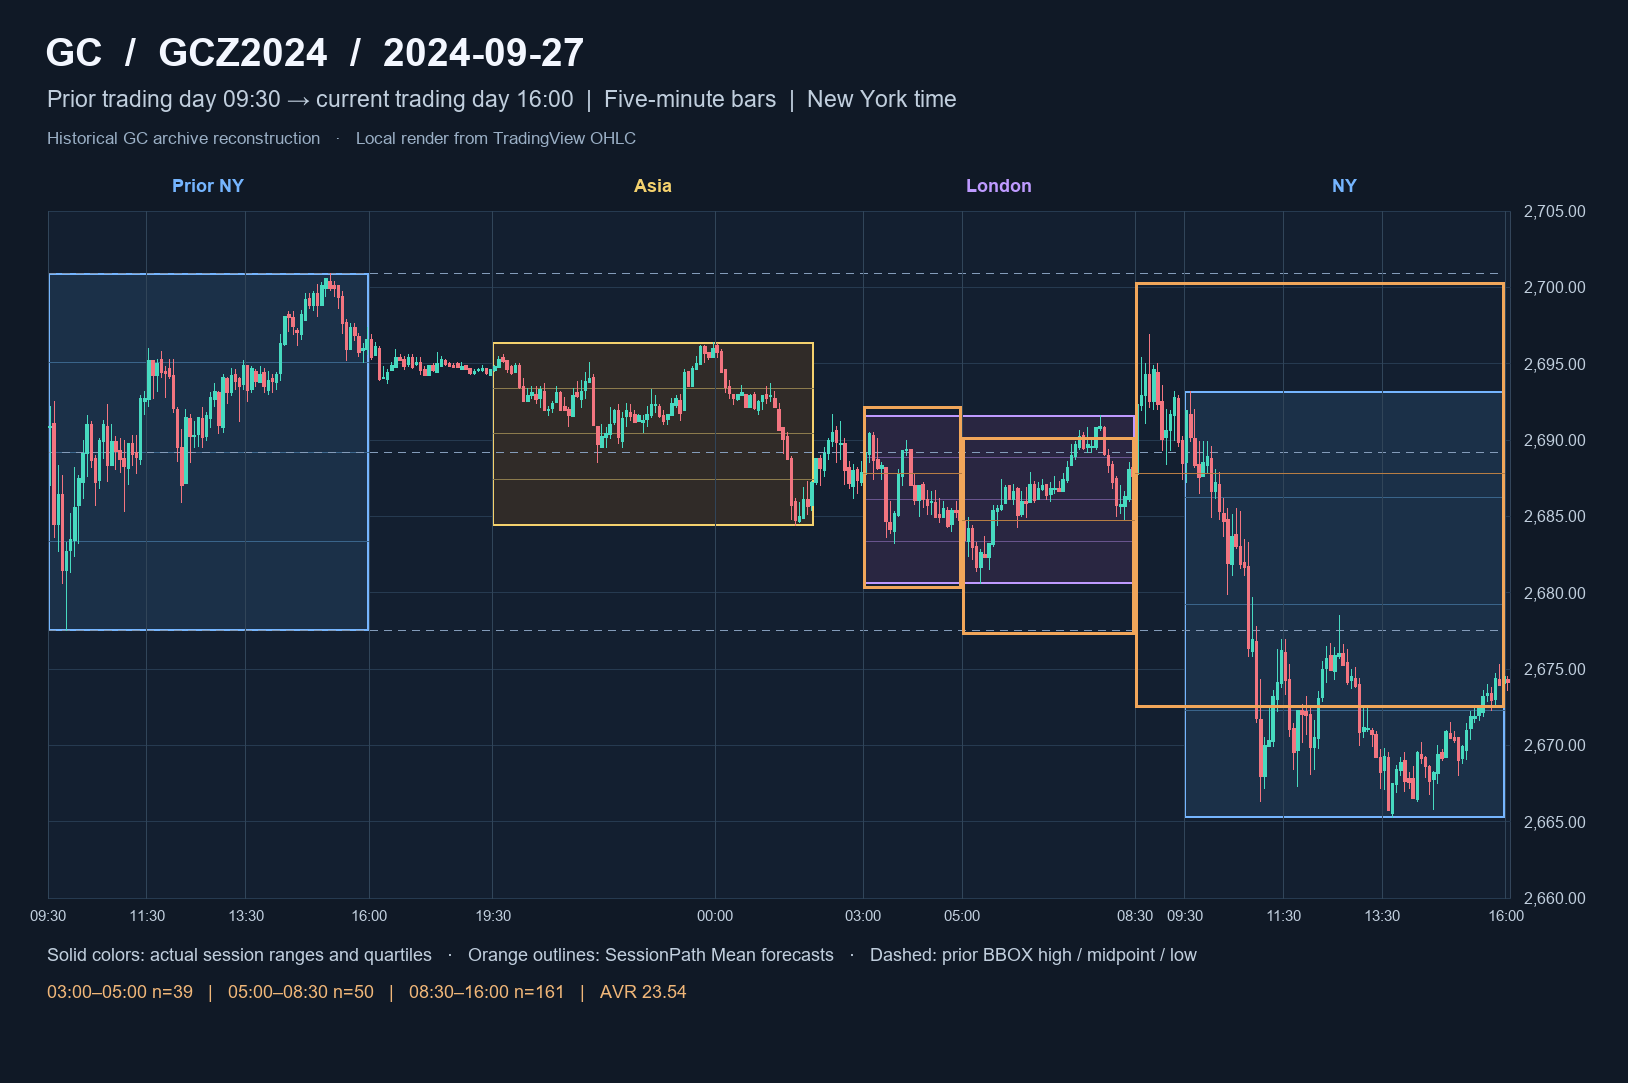 GC / GCZ2024 / 2024-09-27
Prior trading day 09:30 → current trading day 16:00 | Five-minute bars | New York time
Historical GC archive reconstruction · Local render from TradingView OHLC
Prior NY Asia London NY
2,705.00
2,700.00
2,695.00
2,690.00
2,685.00
2,680.00
2,675.00
2,670.00
2,665.00
2,660.00
09:30 11:30 13:30 16:00 19:30 00:00 03:00 05:00 08:30 09:30 11:30 13:30 16:00
Solid colors: actual session ranges and quartiles · Orange outlines: SessionPath Mean forecasts · Dashed: prior BBOX high / midpoint / low
03:00–05:00 n=39 | 05:00–08:30 n=50 | 08:30–16:00 n=161 | AVR 23.54